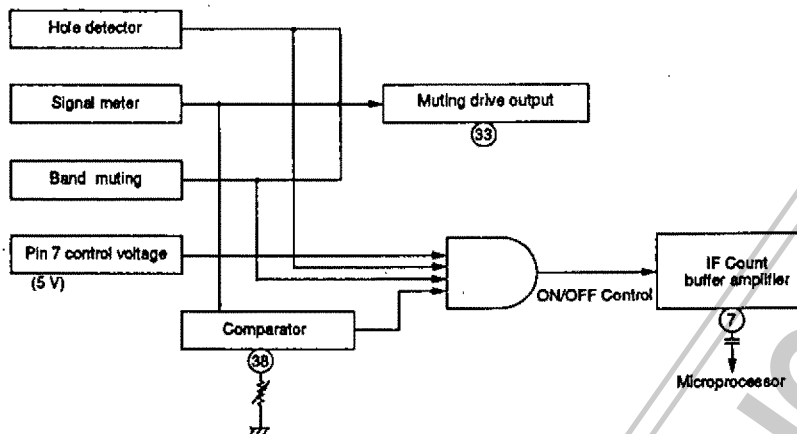 Hole detector
Signal meter
Muting drive output
33
Band muting
Pin 7 control voltage
(5 V)
IF Count
buffer amplifier
ON/OFF Control
Comparator
7
38
Microprocessor